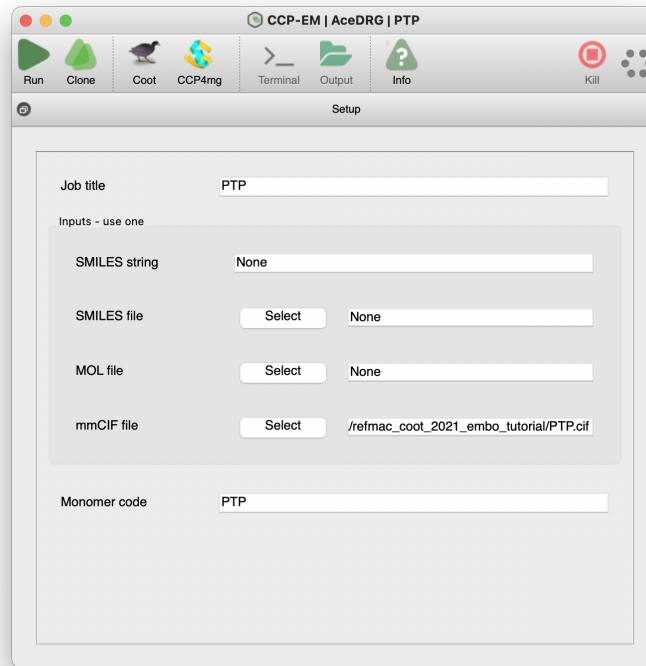 CCP-EM | AceDRG | PTP
Run Clone Coot CCP4mg Terminal Output Info Kill
Setup
Job title PTP
Inputs - use one
SMILES string None
SMILES file Select None
MOL file Select None
mmCIF file Select /refmac_coot_2021_embo_tutorial/PTP.cif
Monomer code PTP